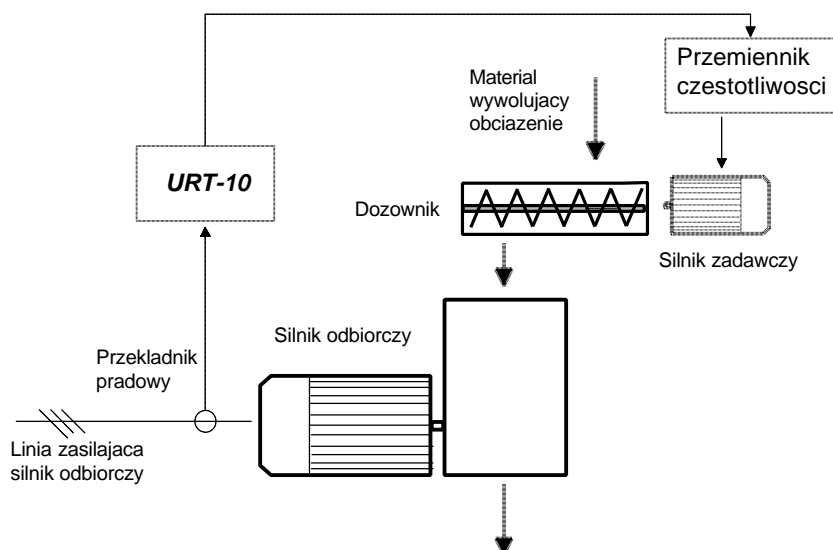 Przemiennik
czestotliwosci
Material
wywolujacy
obciazenie
URT-10
Dozownik
Silnik zadawczy
Silnik odbiorczy
Przekladnik
pradowy
Linia zasilajaca
silnik odbiorczy